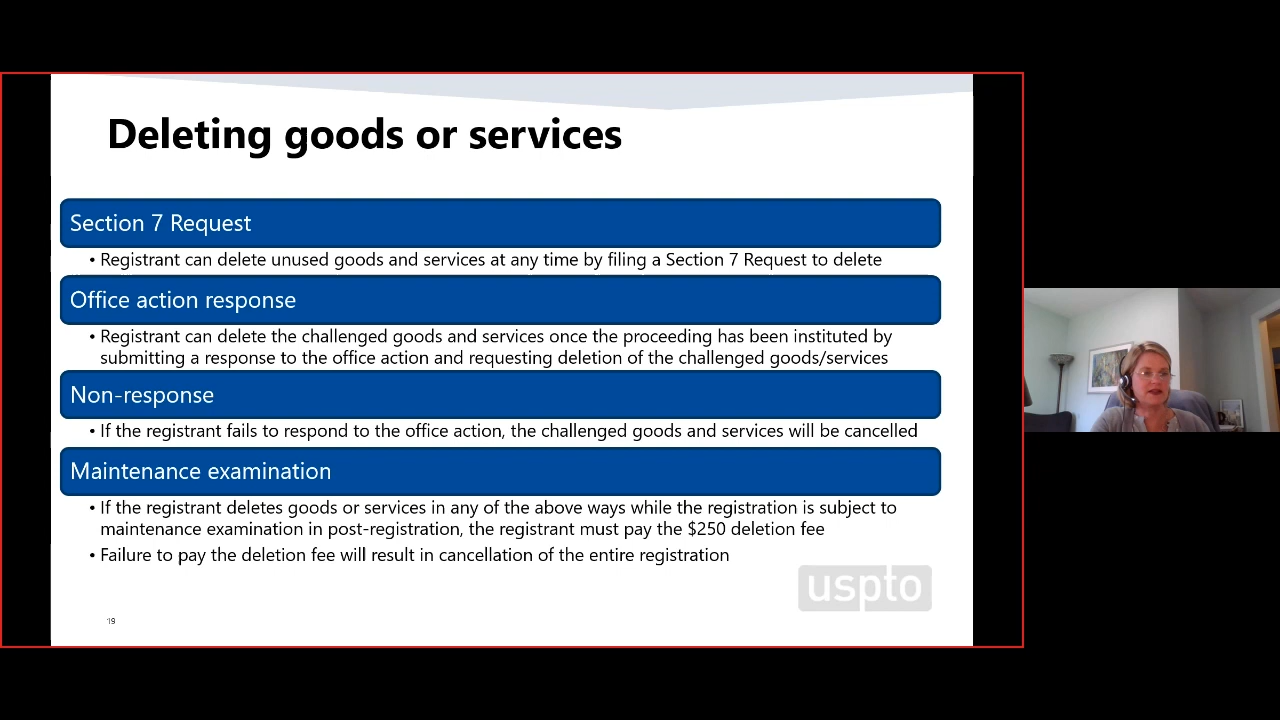 Deleting goods or services
Section 7 Request
• Registrant can delete unused goods and services at any time by filing a Section 7 Request to delete
Office action response
• Registrant can delete the challenged goods and services once the proceeding has been instituted by
submitting a response to the office action and requesting deletion of the challenged goods/services
Non-response
• If the registrant fails to respond to the office action, the challenged goods and services will be cancelled
Maintenance examination
• If the registrant deletes goods or services in any of the above ways while the registration is subject to
maintenance examination in post-registration, the registrant must pay the $250 deletion fee
• Failure to pay the deletion fee will result in cancellation of the entire registration
uspto
19